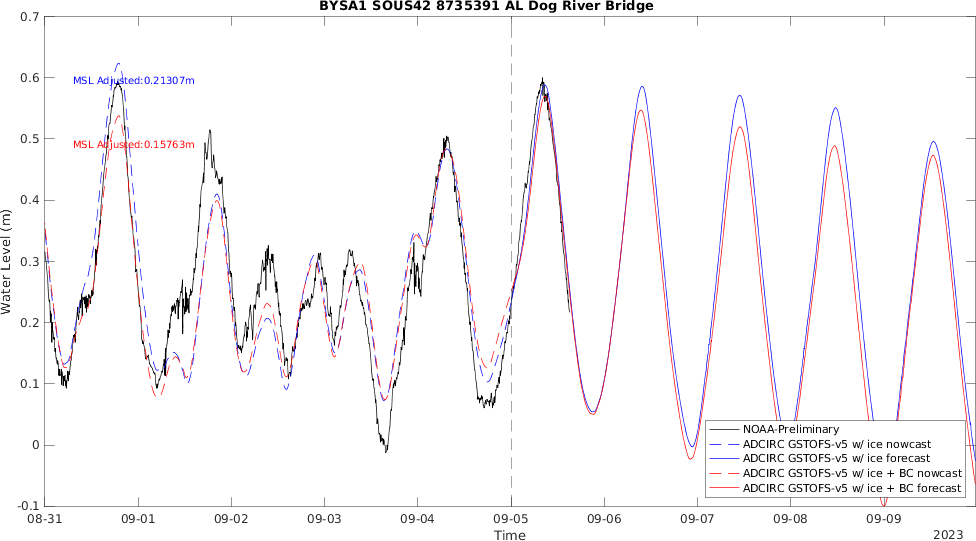 BYSA1 SOUS42 8735391 AL Dog River Bridge
0.7
0.6
0.5
0.4
0.3
0.2
0.1
0
-0.1
Water Level (m)
MSL Adjusted:0.21307m
MSL Adjusted:0.15763m
NOAA-Preliminary
ADCIRC GSTOFS-v5 w/ ice nowcast
ADCIRC GSTOFS-v5 w/ ice forecast
ADCIRC GSTOFS-v5 w/ ice + BC nowcast
ADCIRC GSTOFS-v5 w/ ice + BC forecast
08-31 09-01 09-02 09-03 09-04 09-05 09-06 09-07 09-08 09-09
Time
2023